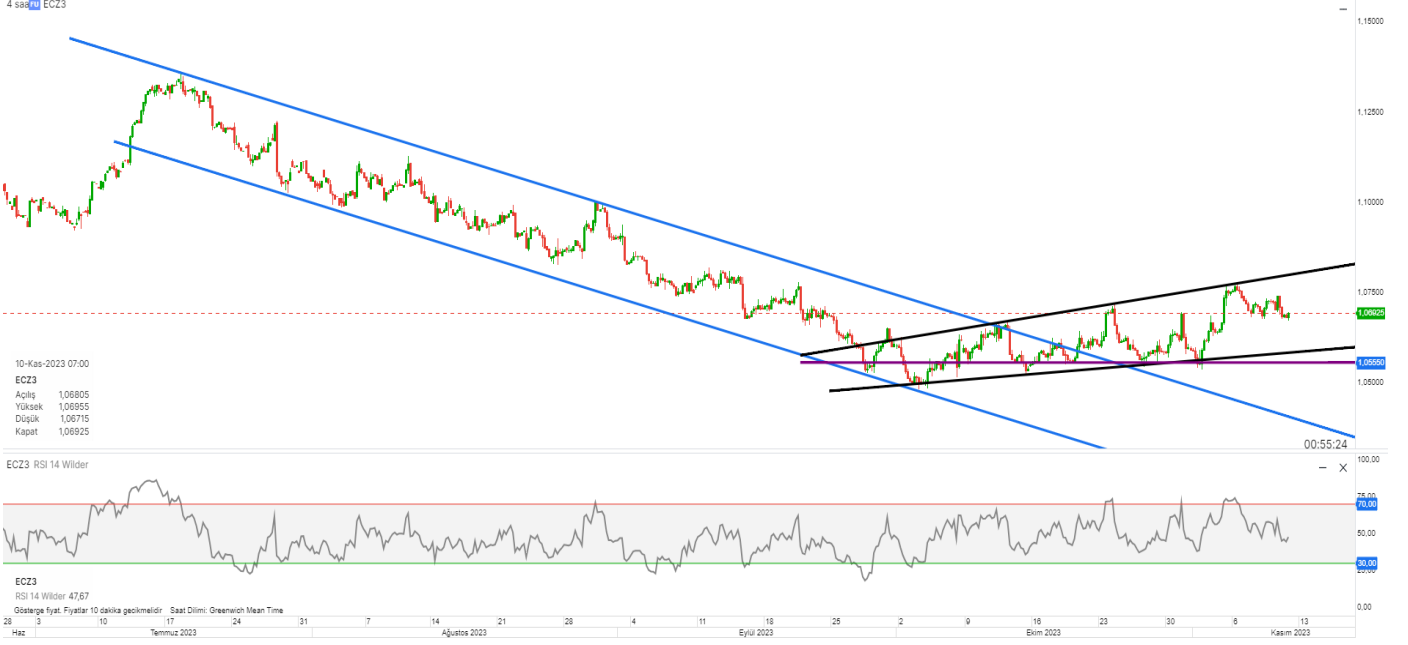 4 saa ru ECZ3
1,15000
1,12500
1,10000
1,07500
1,06925
1,05550
1,05000
10-Kas-2023 07:00
ECZ3
Açılış 1,06805
Yüksek 1,06955
Düşük 1,06715
Kapat 1,06925
00:55:24
ECZ3 RSI 14 Wilder
100,00
75,00
70,00
50,00
30,00
25,00
0,00
ECZ3
RSI 14 Wilder 47,67
Gösterge fiyat. Fiyatlar 10 dakika gecikmelidir Saat Dilimi: Greenwich Mean Time
28 3 10 17 24 31 7 14 21 28 4 11 18 25 2 9 16 23 30 6 13
Haz Temmuz 2023 Ağustos 2023 Eylül 2023 Ekim 2023 Kasım 2023